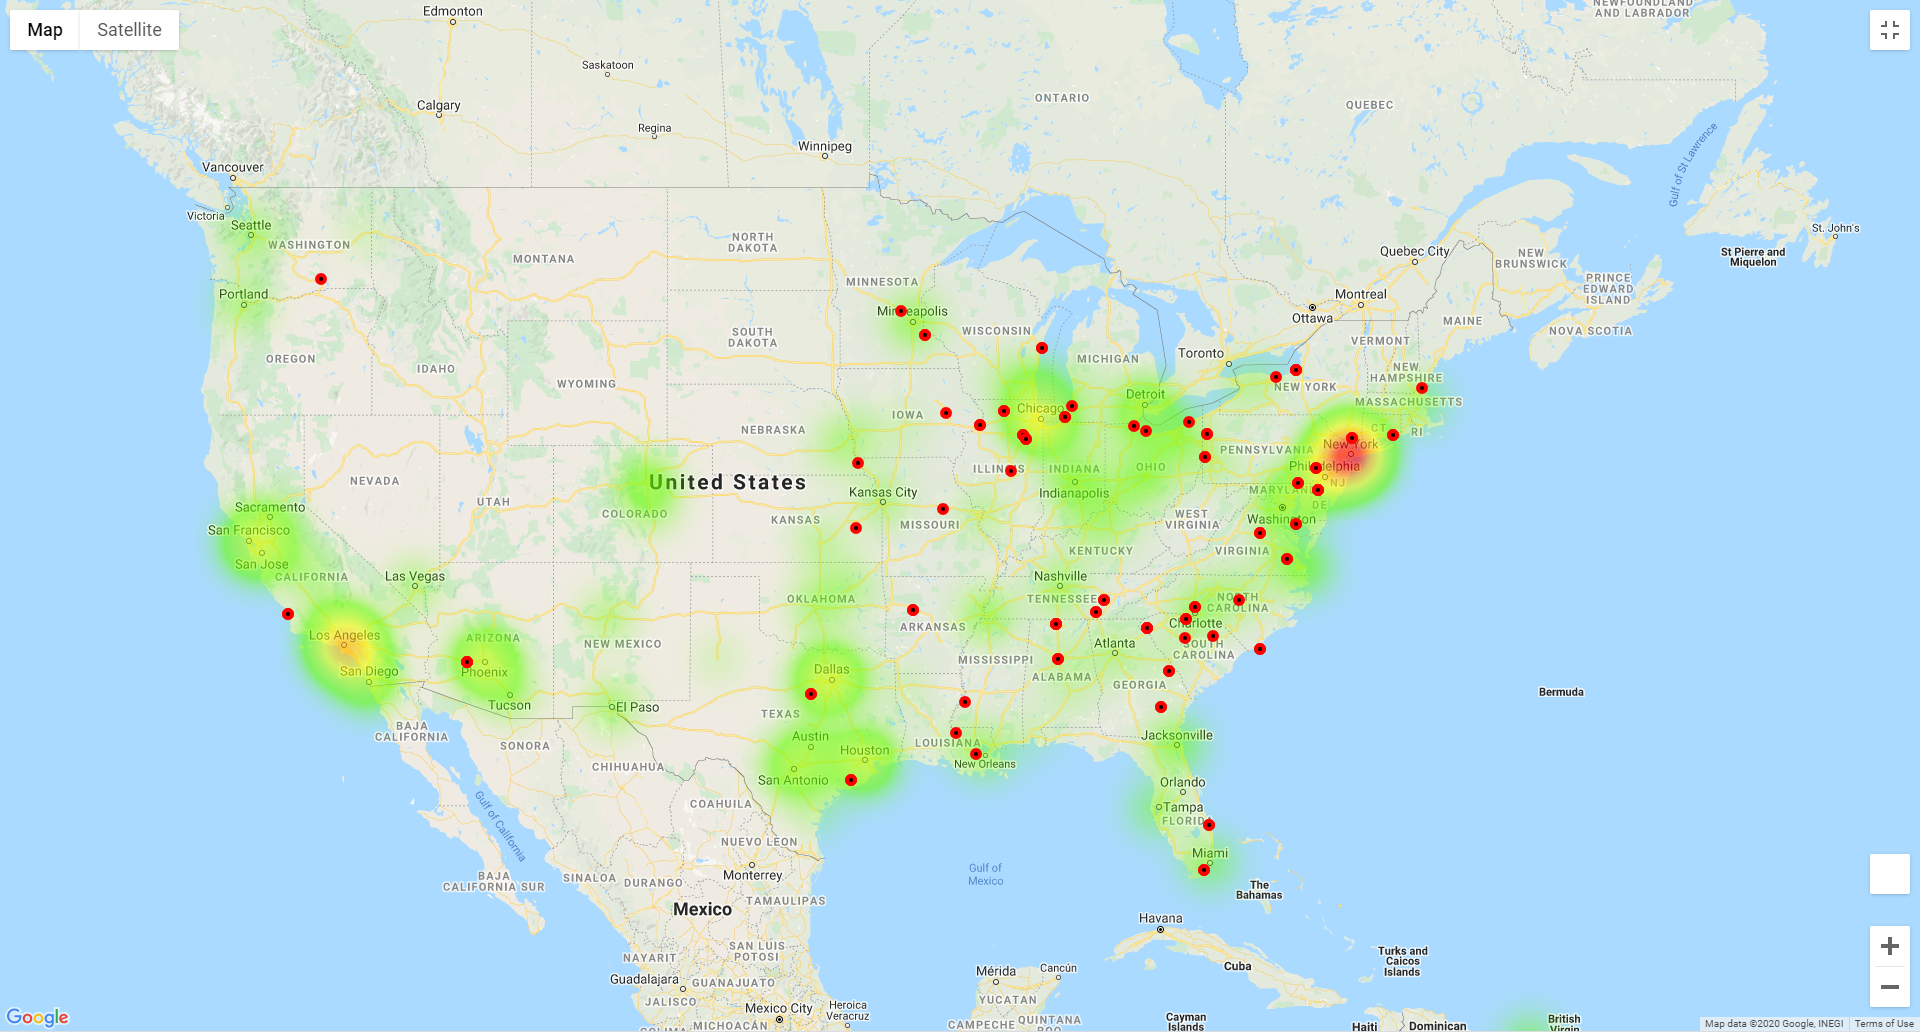 Map
Satellite
Edmonton
NEWFOUNDLAND
AND LABRADOR
Saskatoon
Calgary
ONTARIO
QUEBEC
Regina
Winnipeg
Gulf of St Lawrence
Vancouver
Victoria
Seattle
WASHINGTON
NORTH
DAKOTA
MONTANA
Quebec City
NEW
BRUNSWICK
St. John's
St Pierre and
Miquelon
PRINCE
EDWARD
ISLAND
MINNESOTA
Portland
Montreal
Ottawa
Minneapolis
WISCONSIN
MAINE
NOVA SCOTIA
SOUTH
DAKOTA
VERMONT
Toronto
MICHIGAN
OREGON
IDAHO
WYOMING
NEW
HAMPSHIRE
NEW YORK
MASSACHUSETTS
Detroit
Chicago
IOWA
NEBRASKA
CT
RI
New York
PENNSYLVANIA
Philadelphia
NJ
United States
ILLINOIS
INDIANA
OHIO
NEVADA
UTAH
Indianapolis
MARYLAND
DE
Kansas City
Sacramento
COLORADO
KANSAS
MISSOURI
WEST
VIRGINIA
Washington
San Francisco
San Jose
CALIFORNIA
KENTUCKY
VIRGINIA
Las Vegas
Nashville
OKLAHOMA
TENNESSEE
NORTH
CAROLINA
ARKANSAS
Charlotte
Los Angeles
ARIZONA
NEW MEXICO
Atlanta
SOUTH
CAROLINA
San Diego
Phoenix
Dallas
MISSISSIPPI
ALABAMA
GEORGIA
Bermuda
Tucson
El Paso
TEXAS
BAJA
CALIFORNIA
SONORA
Austin
Houston
LOUISIANA
New Orleans
Jacksonville
CHIHUAHUA
San Antonio
Orlando
Tampa
FLORIDA
COAHUILA
Gulf of California
NUEVO LEON
Miami
Monterrey
Gulf of
Mexico
BAJA
CALIFORNIA SUR
SINALOA
DURANGO
The
Bahamas
TAMAULIPAS
Mexico
Havana
SAN LUIS
POTOSI
NAYARIT
Turks and
Caicos
Islands
Cuba
Mérida
Cancún
Guadalajara
GUANAJUATO
JALISCO
YUCATAN
Mexico City
Heroica
Veracruz
MICHOACÁN
CAMPECHE
QUINTANA
ROO
Cayman
Islands
Haiti
Dominican
British
Virgin
Google
Map data ©2020 Google, INEGI
Terms of Use